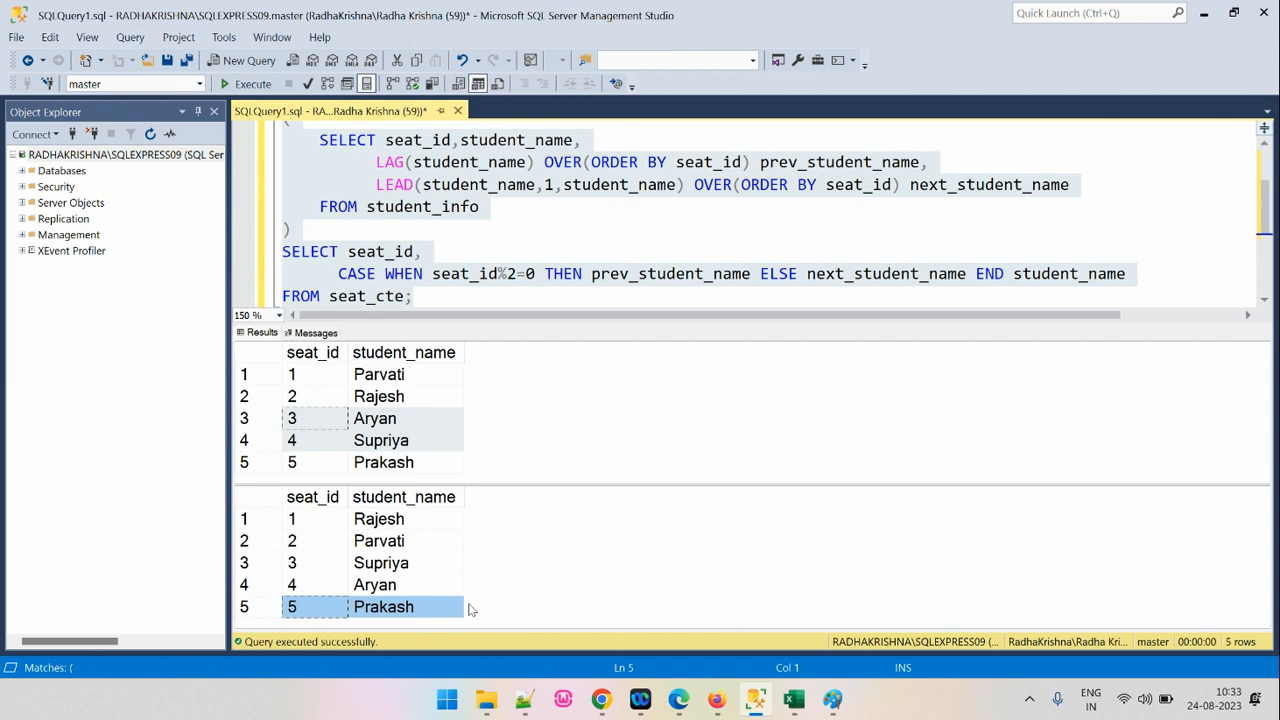 SQLQuery1.sql - RADHAKRISHNA\SQLEXPRESS09.master (RadhaKrishna\Radha Krishna (59))* - Microsoft SQL Server Management Studio
Quick Launch (Ctrl+Q)
File Edit View Query Project Tools Window Help
New Query
master
Execute
Object Explorer
SQLQuery1.sql - RA...Radha Krishna (59))*
Connect
RADHAKRISHNA\SQLEXPRESS09 (SQL Ser
Databases
Security
Server Objects
Replication
Management
XEvent Profiler
(
SELECT seat_id,student_name,
LAG(student_name) OVER(ORDER BY seat_id) prev_student_name,
LEAD(student_name,1,student_name) OVER(ORDER BY seat_id) next_student_name
FROM student_info
)
SELECT seat_id,
CASE WHEN seat_id%2=0 THEN prev_student_name ELSE next_student_name END student_name
FROM seat_cte;
150 %
Results Messages
seat_id student_name
1 1 Parvati
2 2 Rajesh
3 3 Aryan
4 4 Supriya
5 5 Prakash
seat_id student_name
1 1 Rajesh
2 2 Parvati
3 3 Supriya
4 4 Aryan
5 5 Prakash
Query executed successfully.
RADHAKRISHNA\SQLEXPRESS09 (... RadhaKrishna\Radha Kri... master 00:00:00 5 rows
Matches: (
Ln 5 Col 1 INS
ENG
IN
10:33
24-08-2023